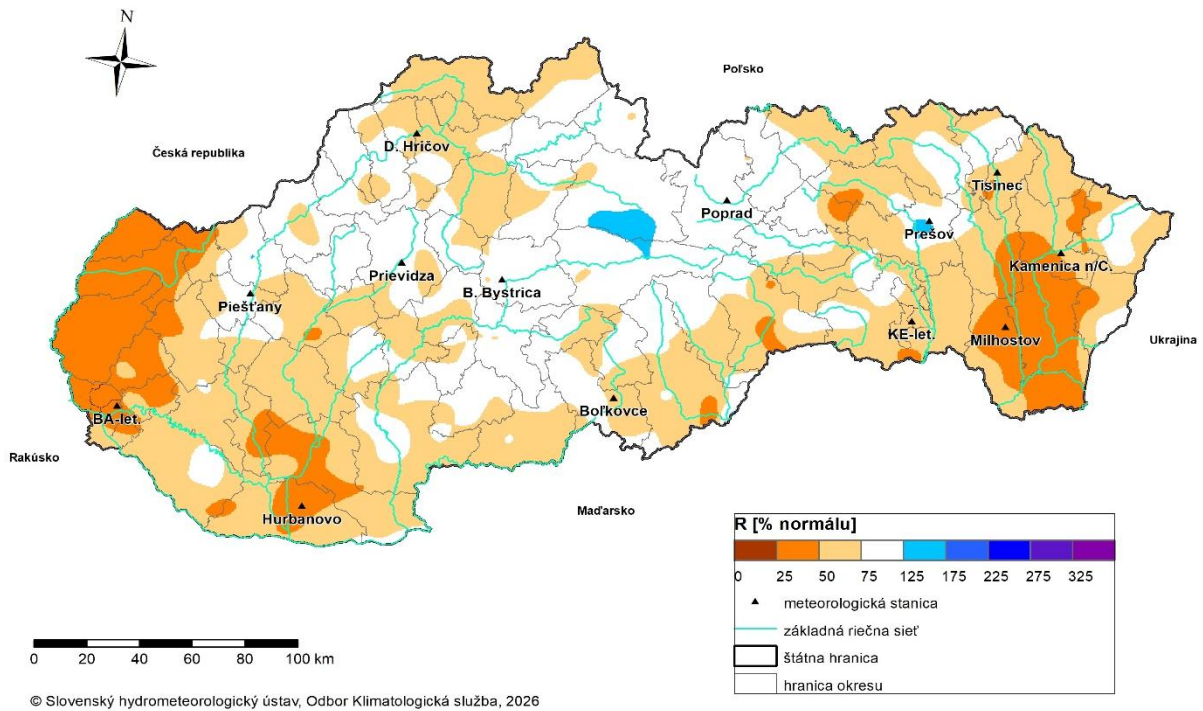 N
Poľsko
Česká republika
D. Hričov
Tisinec
Poprad
Prešov
Kamenica n/C.
Prievidza
B. Bystrica
Piešťany
KE-let.
Milhostov
Ukrajina
BA-let.
Boľkovce
Rakúsko
Hurbanovo
Maďarsko
R [% normálu]
0 25 50 75 125 175 225 275 325
meteorologická stanica
základná riečna sieť
štátna hranica
hranica okresu
0 20 40 60 80 100 km
© Slovenský hydrometeorologický ústav, Odbor Klimatologická služba, 2026